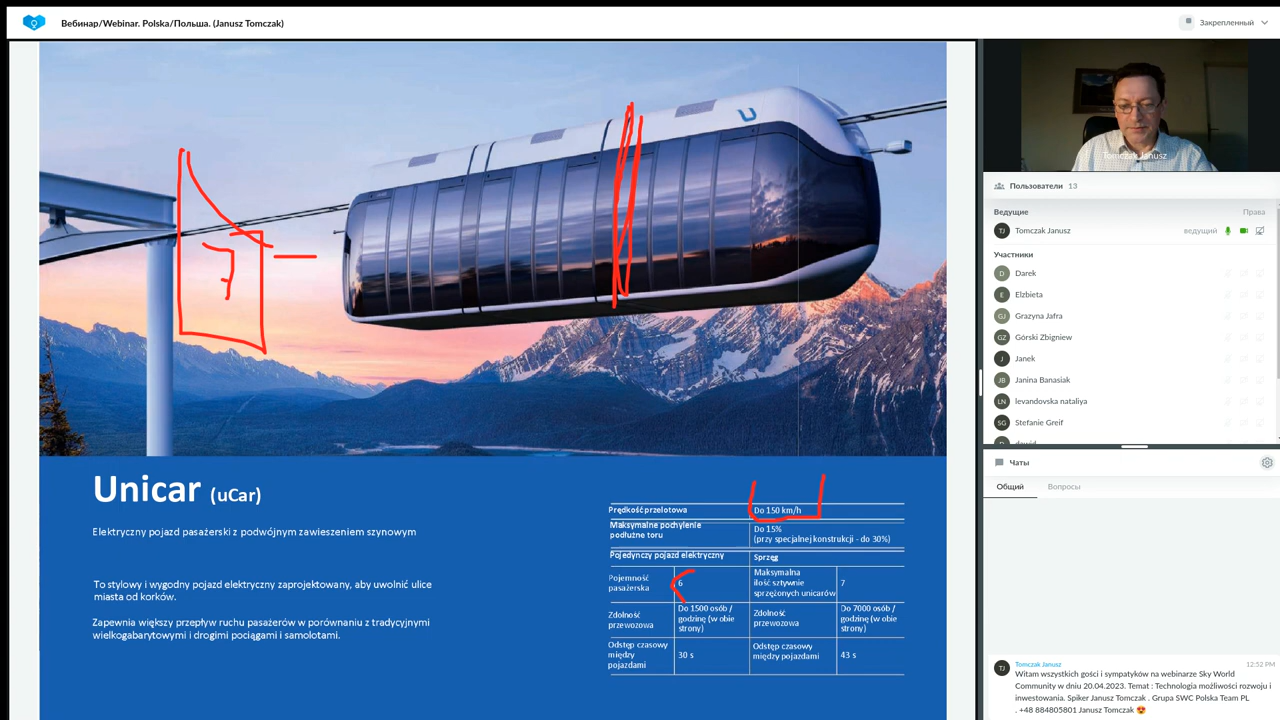 Вебинар/Webinar. Polska/Польша. (Janusz Tomczak)
Закрепленный
U
Tomczak Janusz
Пользователи 13
Ведущие
Права
TJ Tomczak Janusz ведущий
Участники
D Darek
E Elzbieta
GJ Grazyna Jafra
GZ Górski Zbigniew
J Janek
JB Janina Banasiak
LN levandovska nataliya
SG Stefanie Greif
Чаты
Общий Вопросы
TJ Tomczak Janusz 12:52 PM
Witam wszystkich gości i sympatyków na webinarze Sky World
Community w dniu 20.04.2023. Temat : Technologia możliwości rozwoju i
inwestowania. Spiker Janusz Tomczak . Grupa SWC Polska Team PL
. +48 884805801 Janusz Tomczak 😍
Unicar (uCar)
Elektryczny pojazd pasażerski z podwójnym zawieszeniem szynowym
To stylowy i wygodny pojazd elektryczny zaprojektowany, aby uwolnić ulice
miasta od korków.
Zapewnia większy przepływ ruchu pasażerów w porównaniu z tradycyjnymi
wielkogabarytowymi i drogimi pociągami i samolotami.
Prędkość przelotowa Do 150 km/h
Maksymalne pochylenie
podłużne toru
Do 15%
(przy specjalnej konstrukcji - do 30%)
Pojedynczy pojazd elektryczny Sprzęg
Pojemność
pasażerska
6
Maksymalna
ilość sztywnie
sprzężonych unicarów
7
Zdolność
przewozowa
Do 1500 osób /
godzinę (w obie
strony)
Zdolność
przewozowa
Do 7000 osób /
godzinę (w obie
strony)
Odstęp czasowy
między
pojazdami
30 s
Odstęp czasowy
między pojazdami
43 s